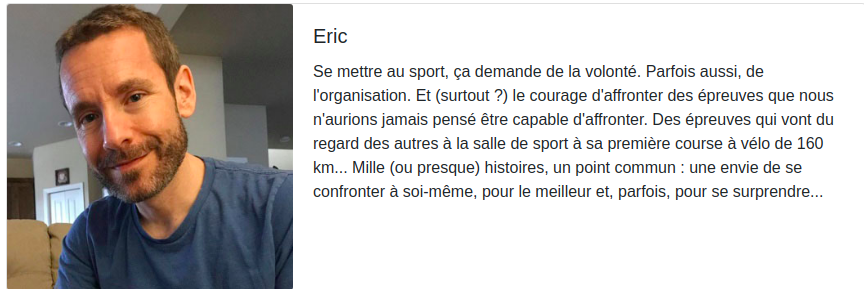 Eric
Se mettre au sport, ça demande de la volonté. Parfois aussi, de
l'organisation. Et (surtout ?) le courage d'affronter des épreuves que nous
n'aurions jamais pensé être capable d'affronter. Des épreuves qui vont du
regard des autres à la salle de sport à sa première course à vélo de 160
km... Mille (ou presque) histoires, un point commun : une envie de se
confronter à soi-même, pour le meilleur et, parfois, pour se surprendre...